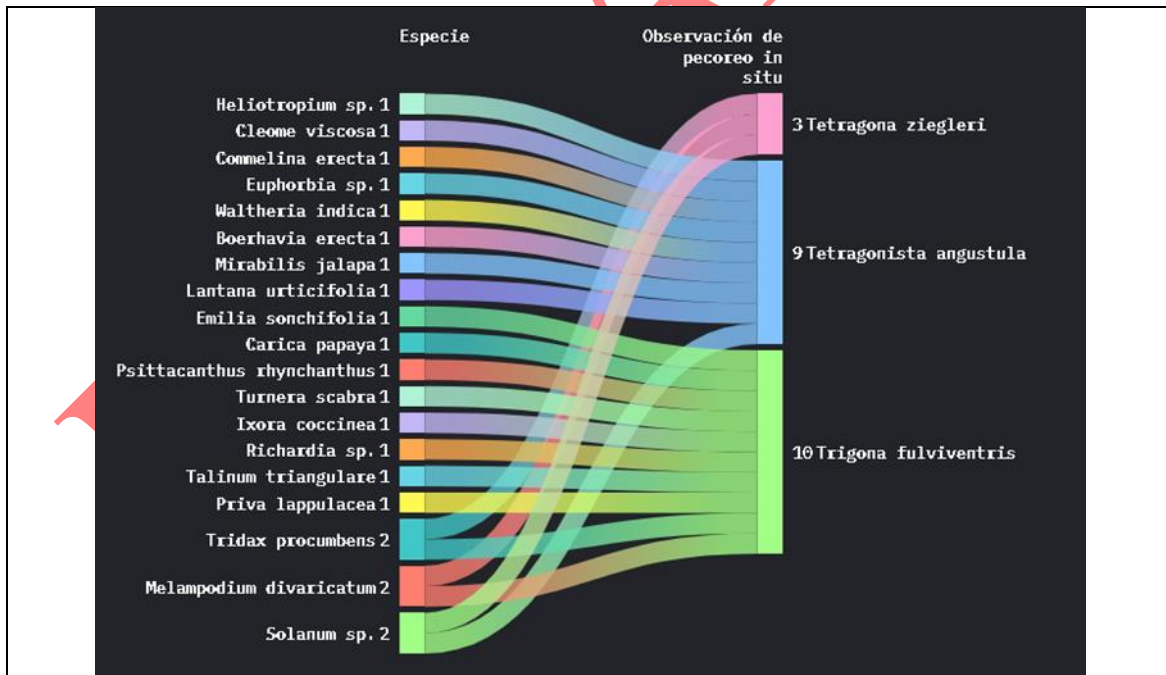 Especie
Observación de
pecoreo in
situ
Heliotropium sp. 1
Cleome viscosa 1
Commelina erecta 1
Euphorbia sp. 1
Waltheria indica 1
Boerhavia erecta 1
Mirabilis jalapa 1
Lantana urticifolia 1
Emilia sonchifolia 1
Carica papaya 1
Psittacanthus rhynchanthus 1
Turnera scabra 1
Ixora coccinea 1
Richardia sp. 1
Talinum triangulare 1
Priva lappulacea 1
Tridax procumbens 2
Melampodium divaricatum 2
Solanum sp. 2
3 Tetragona ziegleri
9 Tetragonista angustula
10 Trigona fulviventris